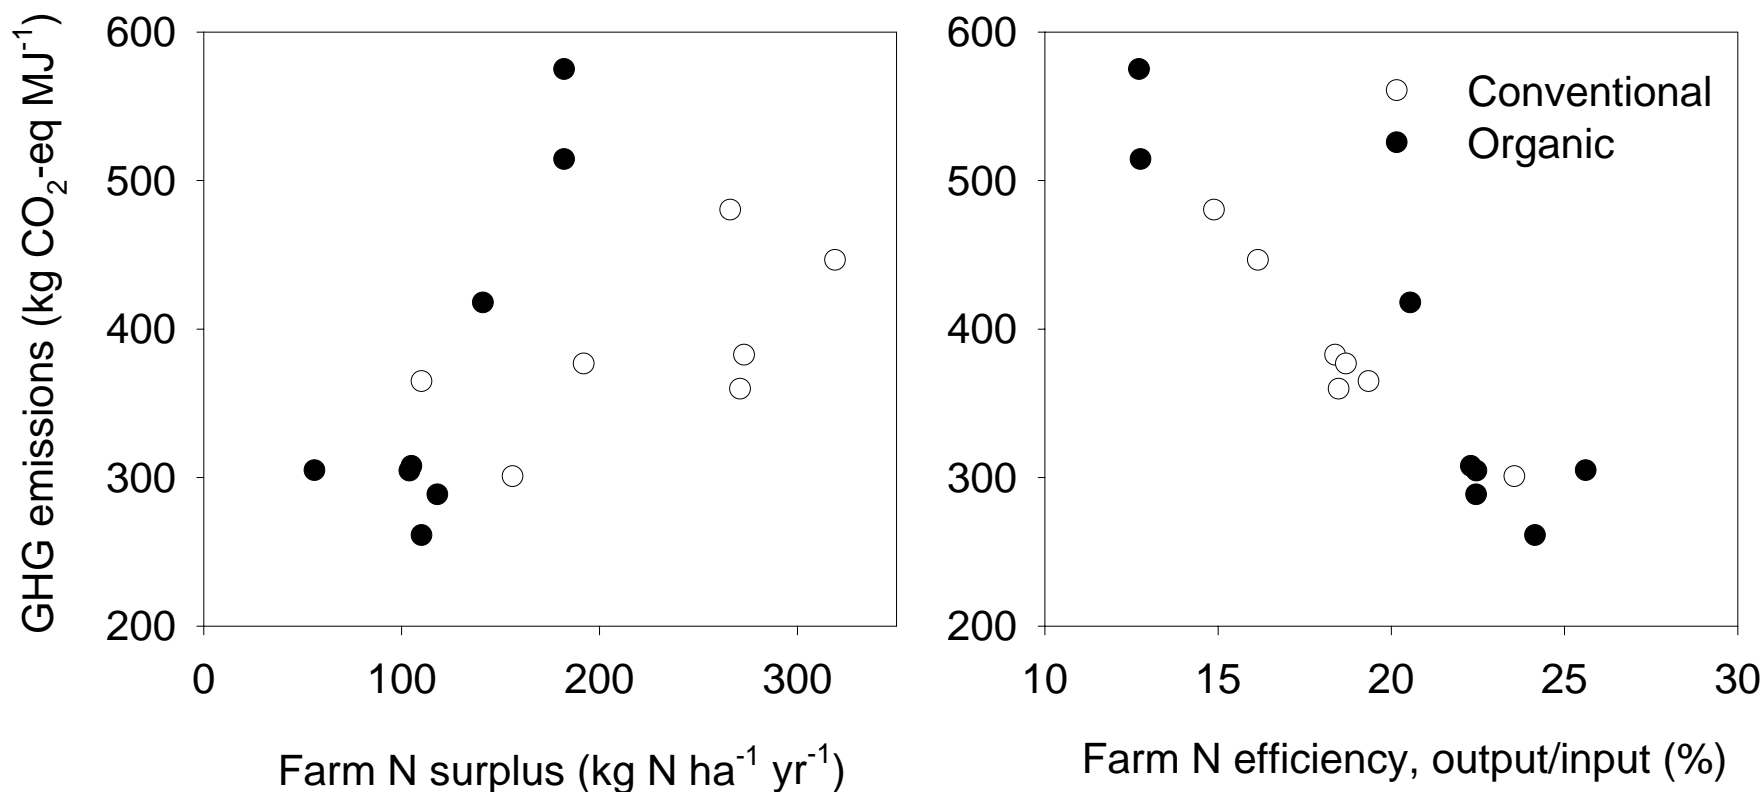 GHG emissions (kg CO₂-eq MJ⁻¹)
600
500
400
300
200
0 100 200 300
Farm N surplus (kg N ha⁻¹ yr⁻¹)
600
500
400
300
200
Conventional
Organic
10 15 20 25 30
Farm N efficiency, output/input (%)